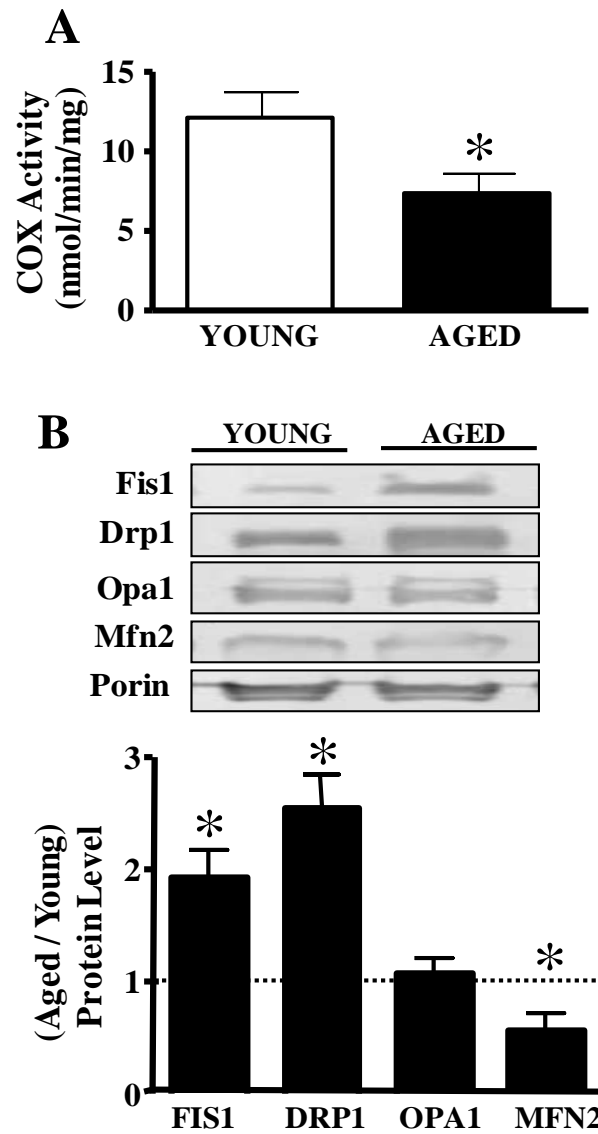 A
COX Activity
(nmol/min/mg)
15
10
5
0
*
YOUNG AGED
B
YOUNG AGED
Fis1
Drp1
Opa1
Mfn2
Porin
(Aged / Young)
Protein Level
3
2
1
0
* * *
FIS1 DRP1 OPA1 MFN2